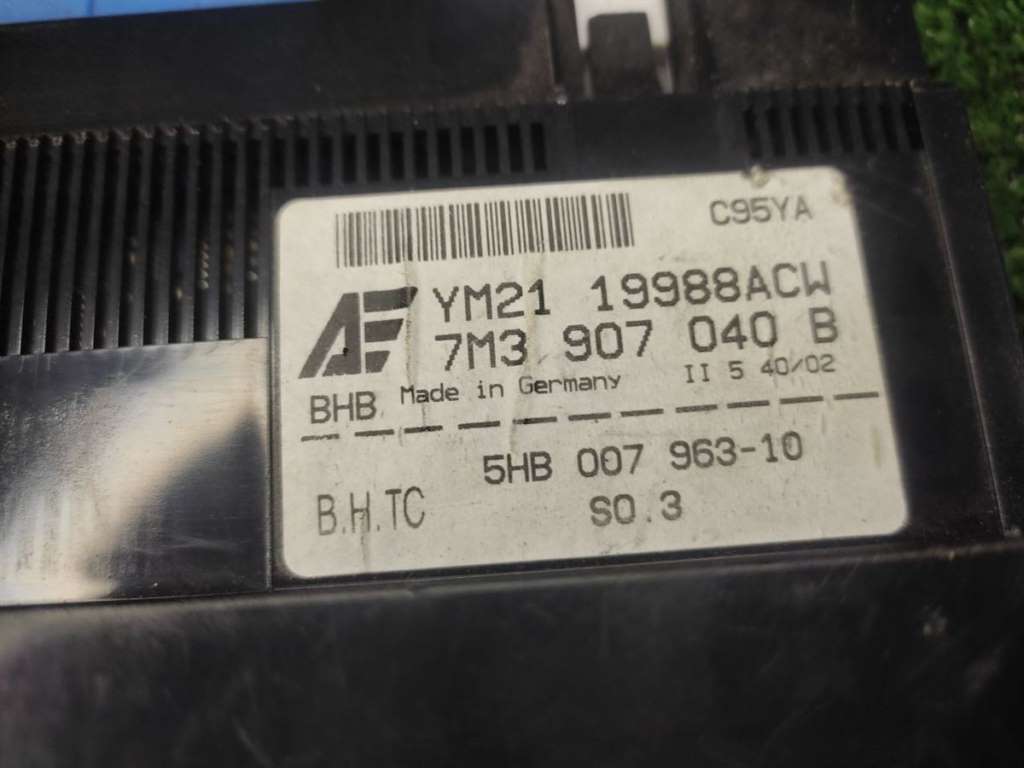 C95YA
AF YM21 19988ACW
7M3 907 040 B
BHB Made in Germany II 5 40/02
5HB 007 963-10
B.H.TC SO.3